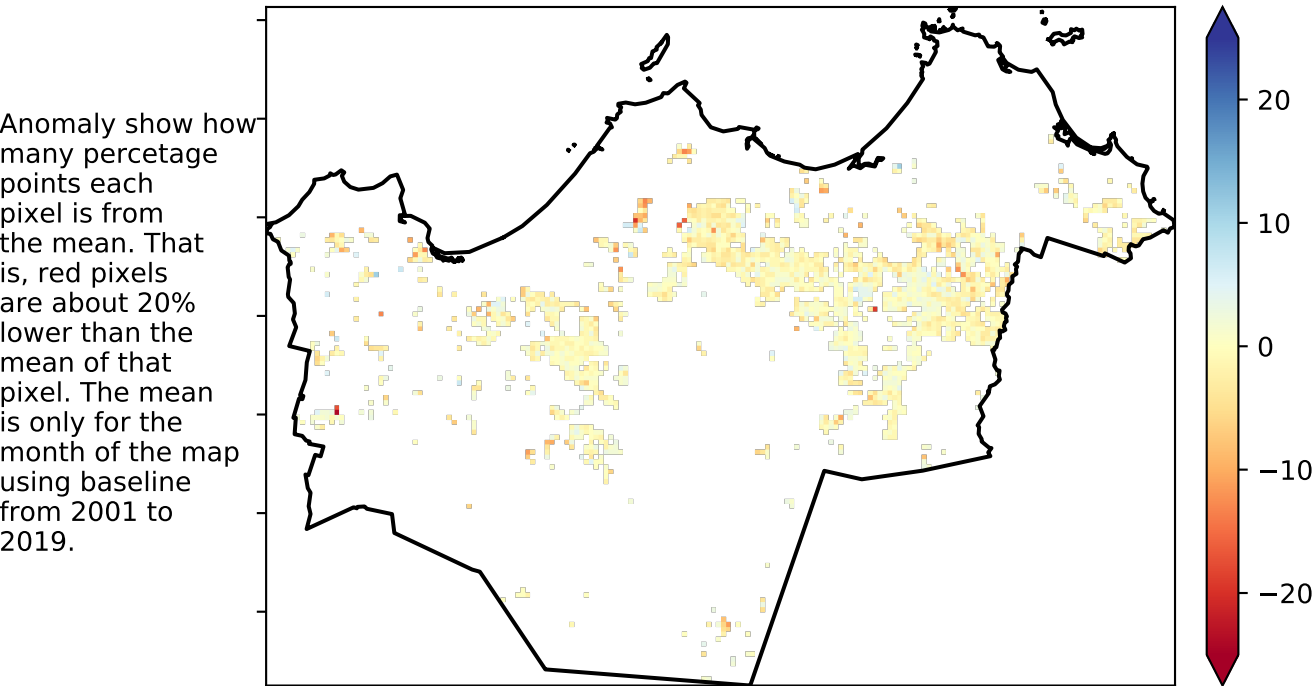 Anomaly show how
many percetage
points each
pixel is from
the mean. That
is, red pixels
are about 20%
lower than the
mean of that
pixel. The mean
is only for the
month of the map
using baseline
from 2001 to
2019.
20
10
0
−10
−20